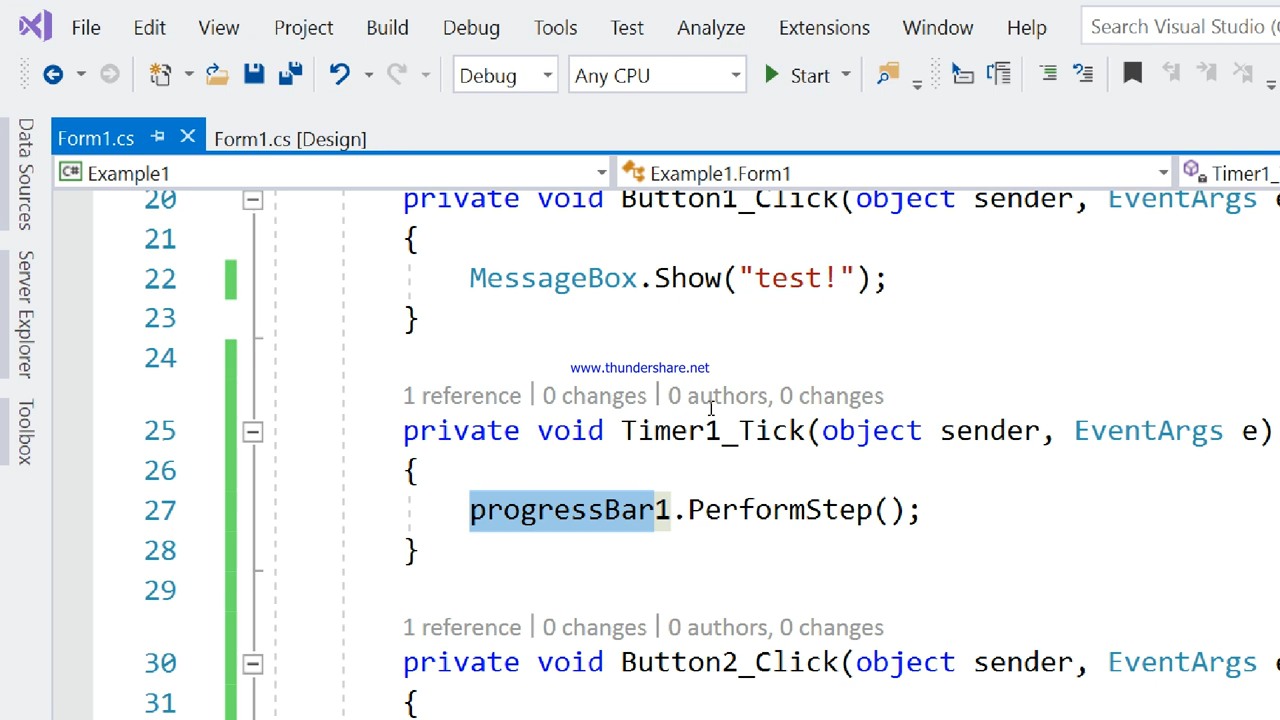 File Edit View Project Build Debug Tools Test Analyze Extensions Window Help Search Visual Studio (
Debug Any CPU Start
Form1.cs Form1.cs [Design]
C# Example1 Example1.Form1 Timer1_
Data Sources
Server Explorer
Toolbox
20 private void Button1_Click(object sender, EventArgs e
21 {
22 MessageBox.Show("test!");
23 }
24
www.thundershare.net
1 reference | 0 changes | 0 authors, 0 changes
25 private void Timer1_Tick(object sender, EventArgs e)
26 {
27 progressBar1.PerformStep();
28 }
29
1 reference | 0 changes | 0 authors, 0 changes
30 private void Button2_Click(object sender, EventArgs e
31 {